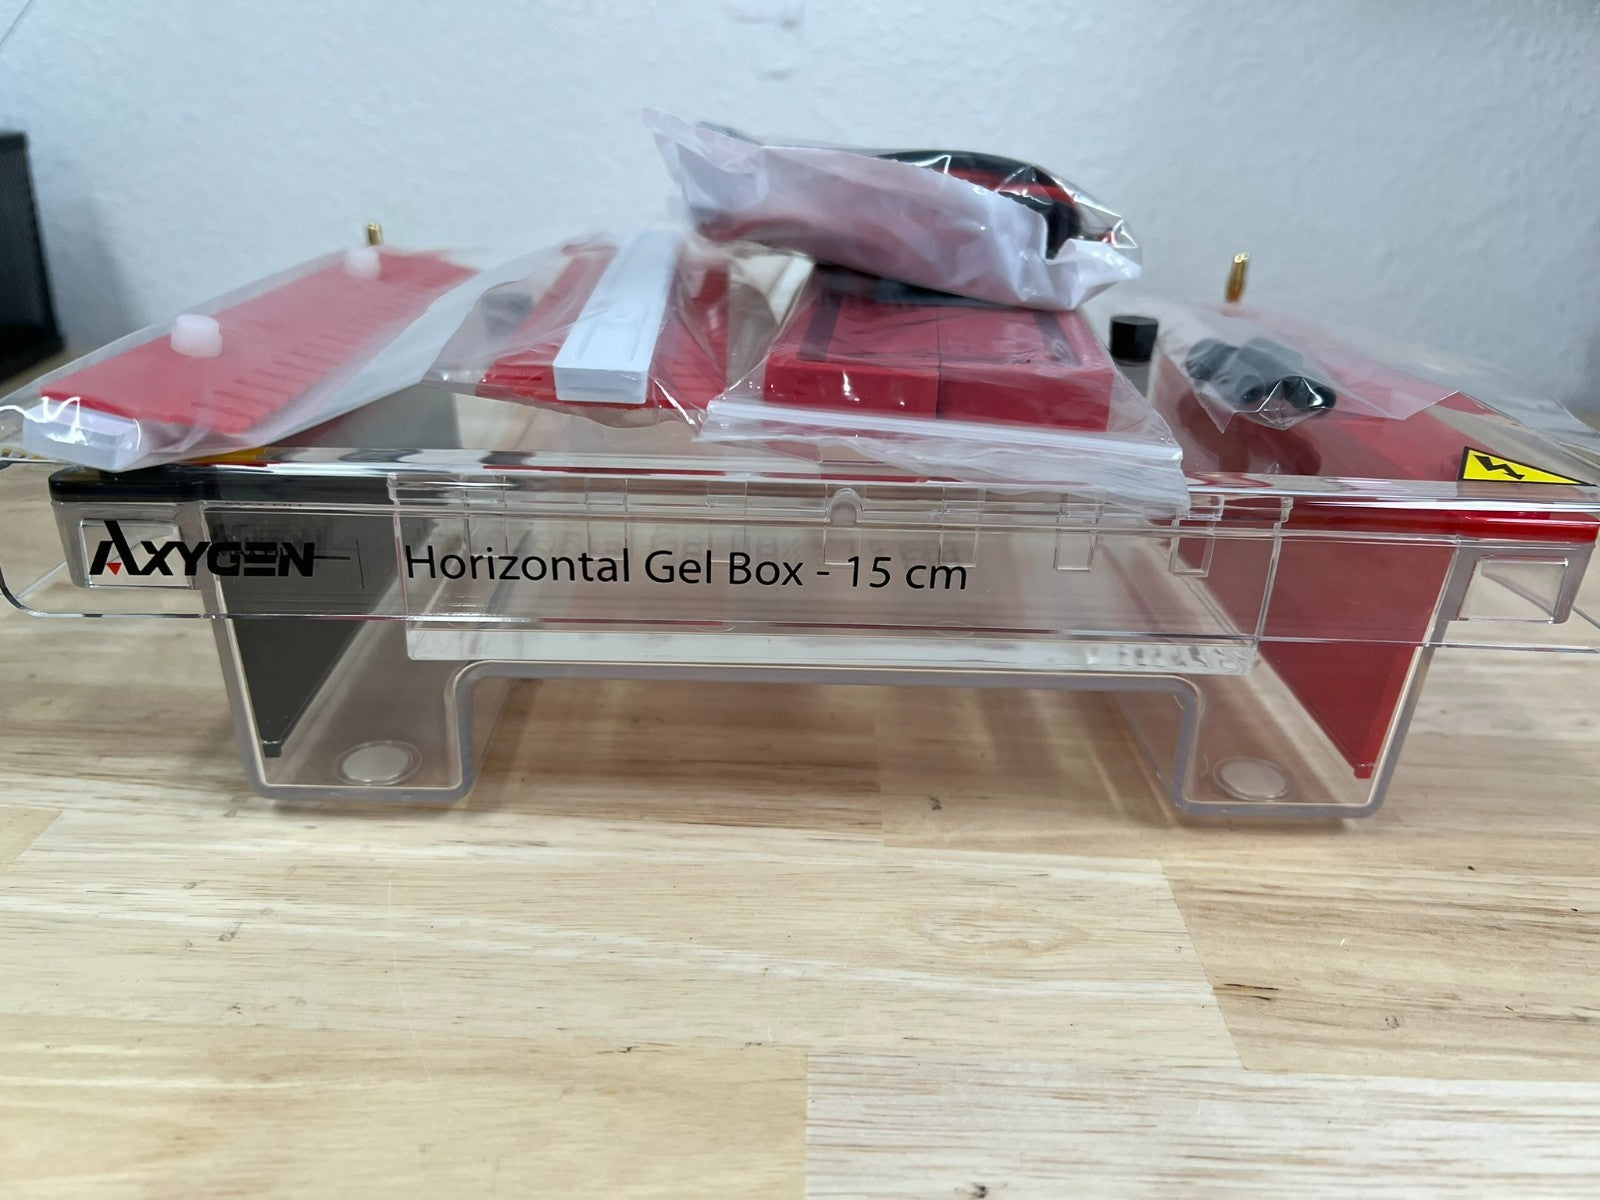 AXYGEN
Horizontal Gel Box - 15 cm